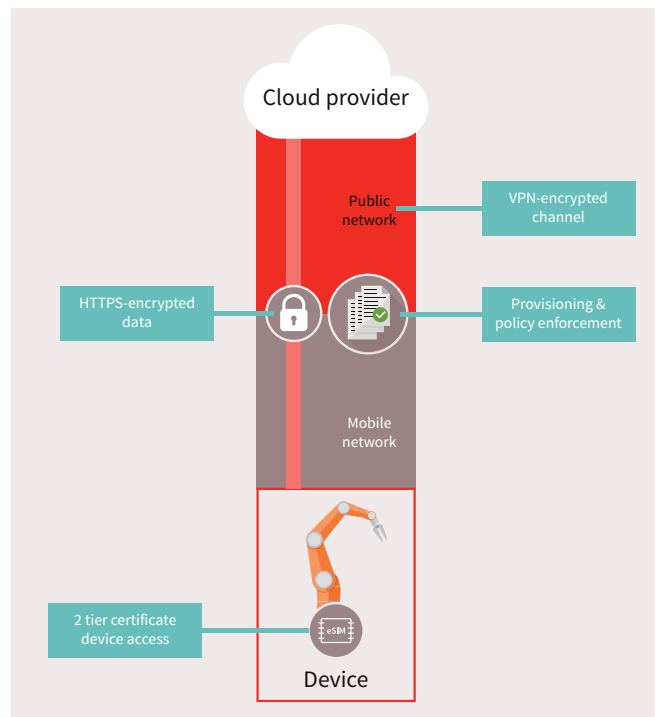 Cloud provider
Public
network
VPN-encrypted
channel
HTTPS-encrypted
data
Provisioning &
policy enforcement
Mobile
network
2 tier certificate
device access
eSIM
Device